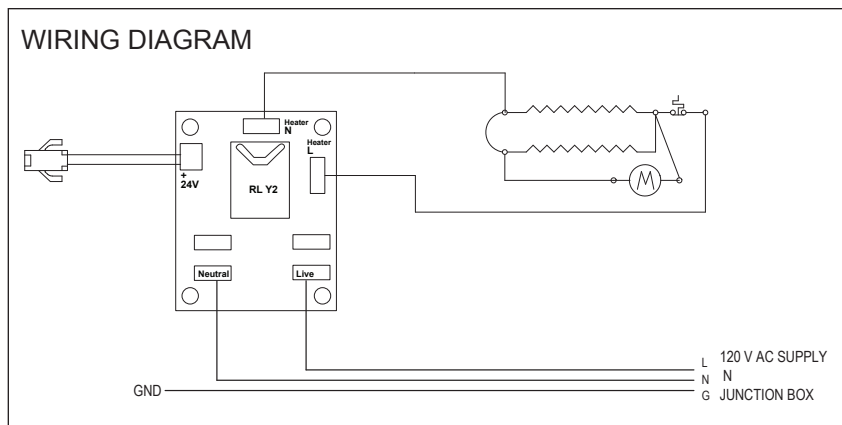 WIRING DIAGRAM
Heater
N
Heater
L
+
24V
RL Y2
M
Neutral
Live
L 120 V AC SUPPLY
N N
GND
G JUNCTION BOX